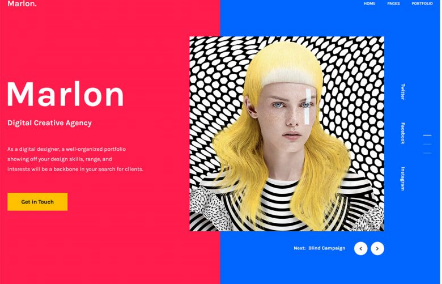 Marlon.
HOME PAGES PORTFOLIO
Marlon
Digital Creative Agency
As a digital designer, a well-organized portfolio
showing off your design skills, range, and
interests will be a backbone in your search for clients.
Get in Touch
Twitter
Facebook
Instagram
Next: Blind Campaign